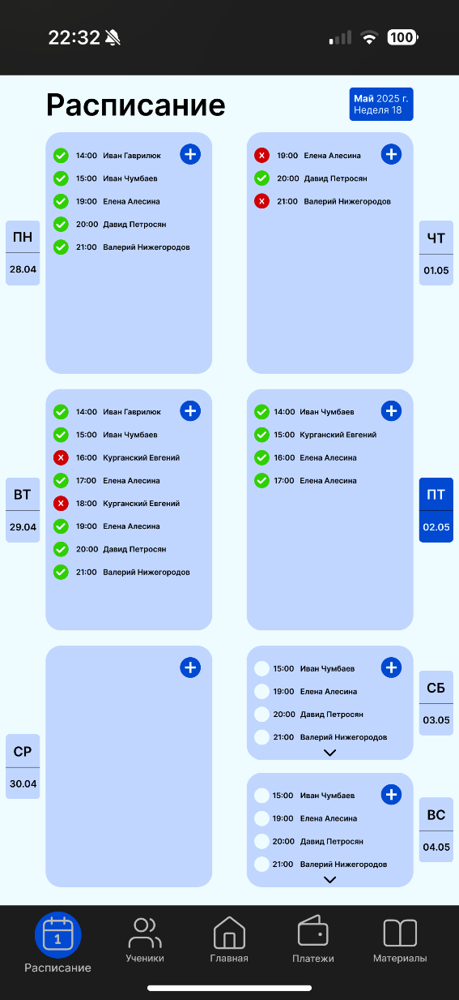 22:32
100
Расписание
Май 2025 г.
Неделя 18
ПН
28.04
14:00 Иван Гаврилюк
15:00 Иван Чумбаев
19:00 Елена Алесина
20:00 Давид Петросян
21:00 Валерий Нижегородов
ЧТ
01.05
19:00 Елена Алесина
20:00 Давид Петросян
21:00 Валерий Нижегородов
ВТ
29.04
14:00 Иван Гаврилюк
15:00 Иван Чумбаев
16:00 Курганский Евгений
17:00 Елена Алесина
18:00 Курганский Евгений
19:00 Елена Алесина
20:00 Давид Петросян
21:00 Валерий Нижегородов
ПТ
02.05
14:00 Иван Чумбаев
15:00 Курганский Евгений
16:00 Елена Алесина
17:00 Елена Алесина
СР
30.04
СБ
03.05
15:00 Иван Чумбаев
19:00 Елена Алесина
20:00 Давид Петросян
21:00 Валерий Нижегородов
ВС
04.05
15:00 Иван Чумбаев
19:00 Елена Алесина
20:00 Давид Петросян
21:00 Валерий Нижегородов
1
Расписание
Ученики
Главная
Платежи
Материалы